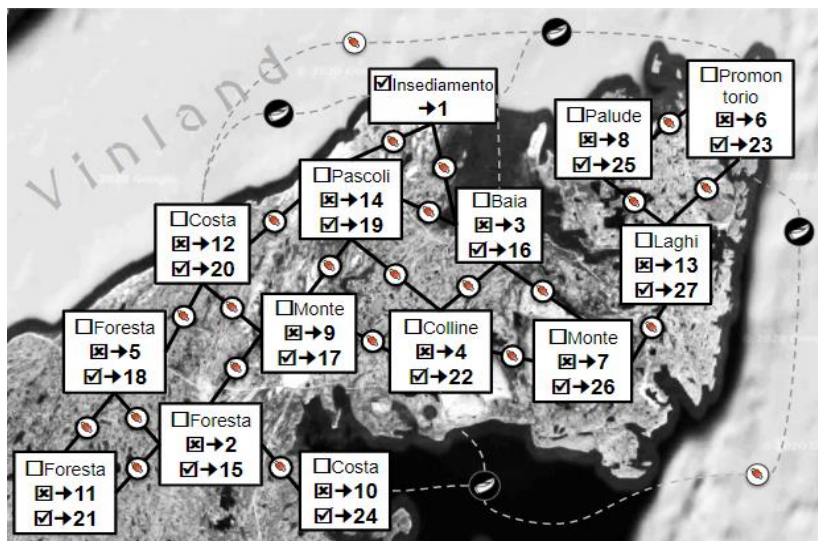 Vinland
☑Insediamento
→1
☐Promon
torio
☒→6
☑→23
☐Palude
☒→8
☑→25
☐Pascoli
☒→14
☑→19
☐Baia
☒→3
☑→16
☐Costa
☒→12
☑→20
☐Laghi
☒→13
☑→27
☐Monte
☒→9
☑→17
☐Foresta
☒→5
☑→18
☐Colline
☒→4
☑→22
☐Monte
☒→7
☑→26
☐Foresta
☒→2
☑→15
☐Foresta
☒→11
☑→21
☐Costa
☒→10
☑→24